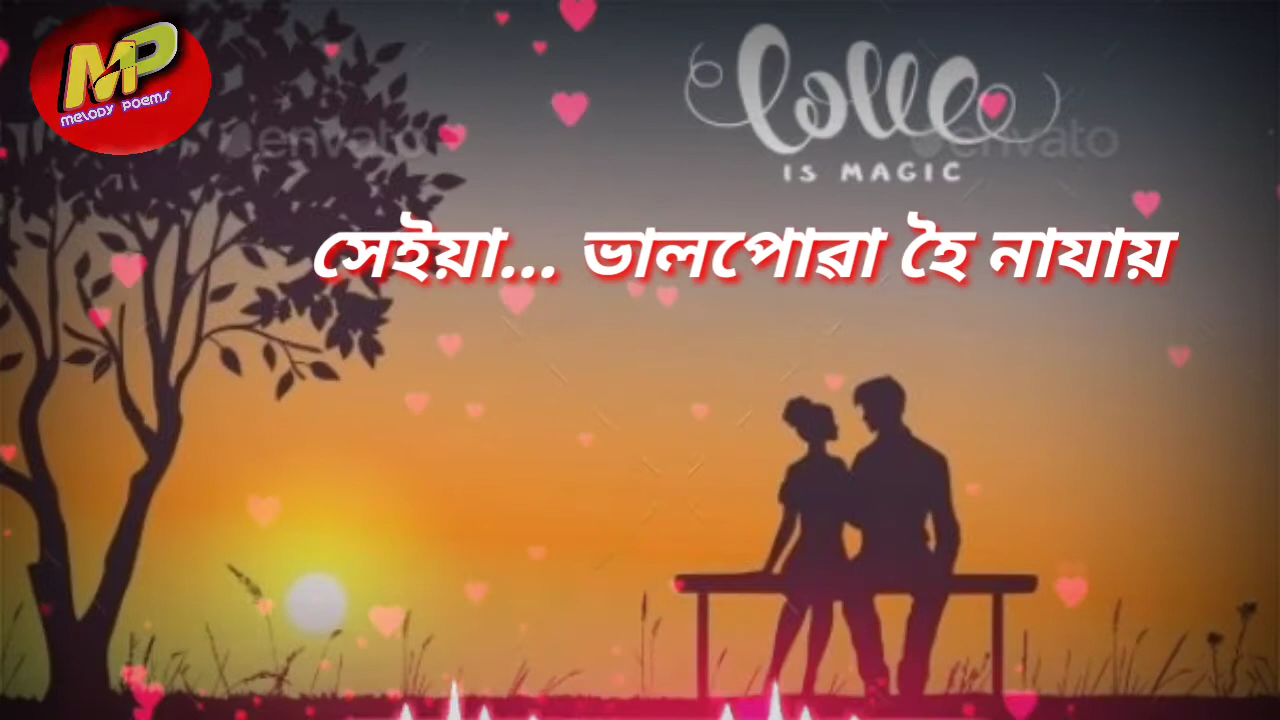 MP
MELODY POEMS
love
IS MAGIC
envato
envato
সেইয়া... ভালপোৱা হৈ নাযায়